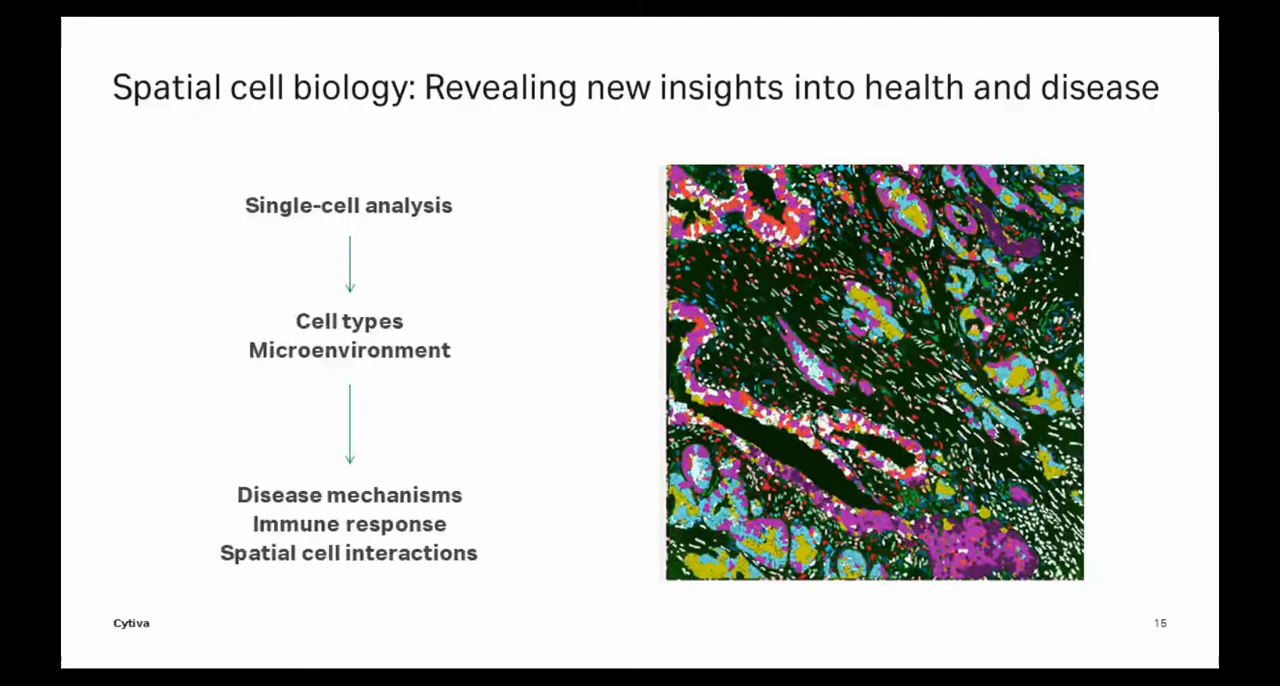 Spatial cell biology: Revealing new insights into health and disease
Single-cell analysis
Cell types
Microenvironment
Disease mechanisms
Immune response
Spatial cell interactions
Cytiva
15